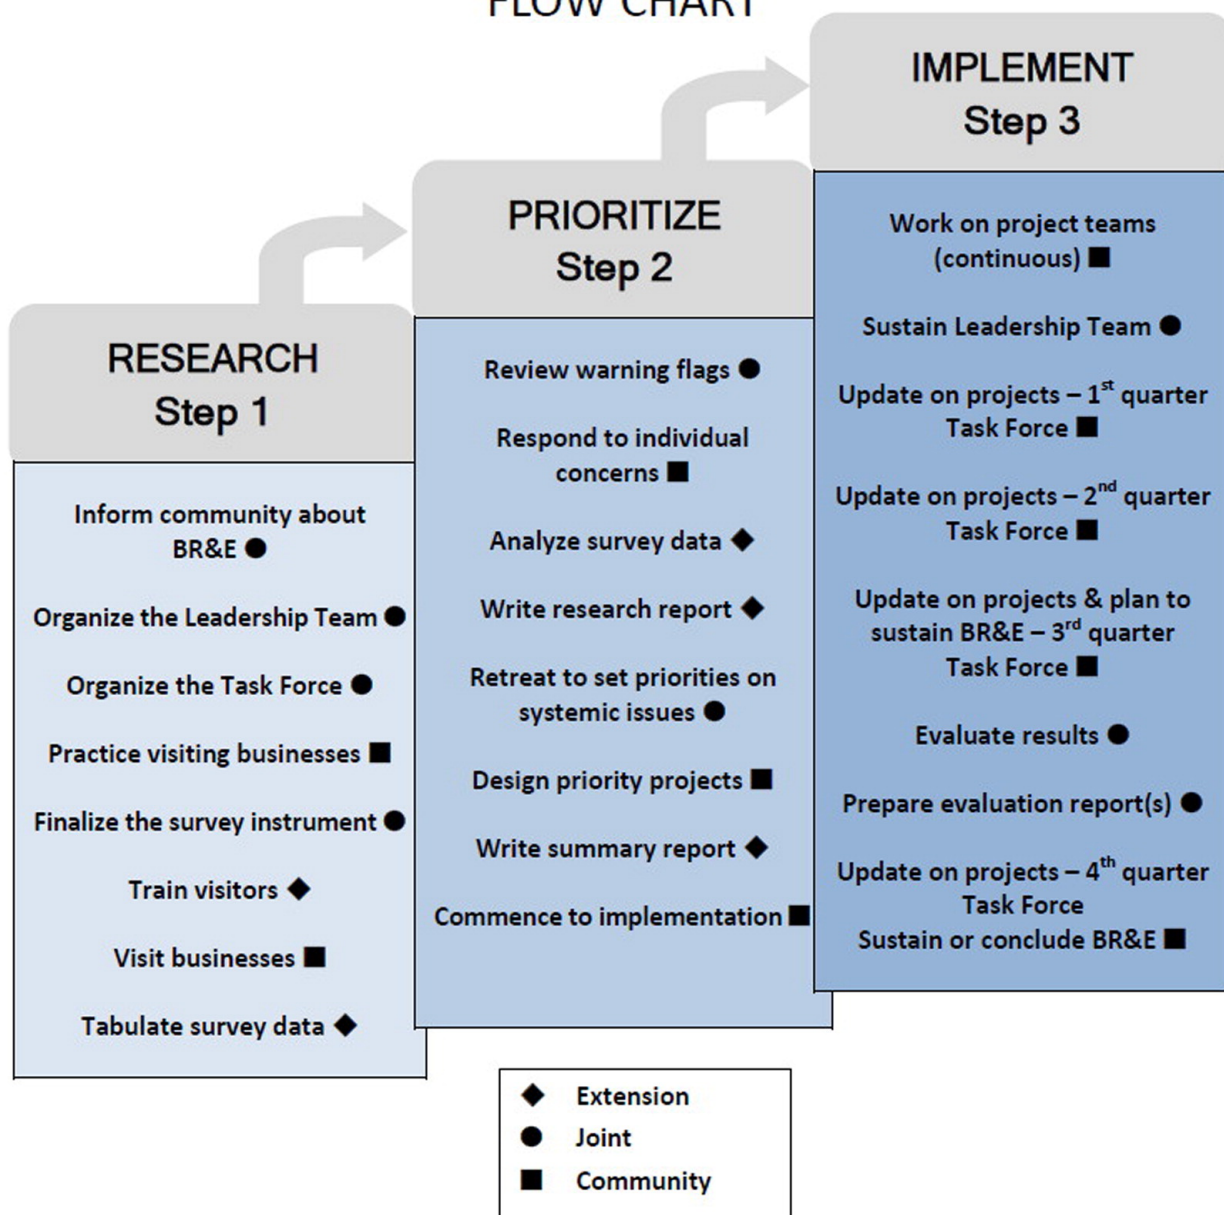 FLOW CHART
RESEARCH
Step 1
Inform community about
BR&E ●
Organize the Leadership Team ●
Organize the Task Force ●
Practice visiting businesses ■
Finalize the survey instrument ●
Train visitors ◆
Visit businesses ■
Tabulate survey data ◆
PRIORITIZE
Step 2
Review warning flags ●
Respond to individual
concerns ■
Analyze survey data ◆
Write research report ◆
Retreat to set priorities on
systemic issues ●
Design priority projects ■
Write summary report ◆
Commence to implementation ■
IMPLEMENT
Step 3
Work on project teams
(continuous) ■
Sustain Leadership Team ●
Update on projects – 1st quarter
Task Force ■
Update on projects – 2nd quarter
Task Force ■
Update on projects & plan to
sustain BR&E – 3rd quarter
Task Force ■
Evaluate results ●
Prepare evaluation report(s) ●
Update on projects – 4th quarter
Task Force
Sustain or conclude BR&E ■
◆ Extension
● Joint
■ Community